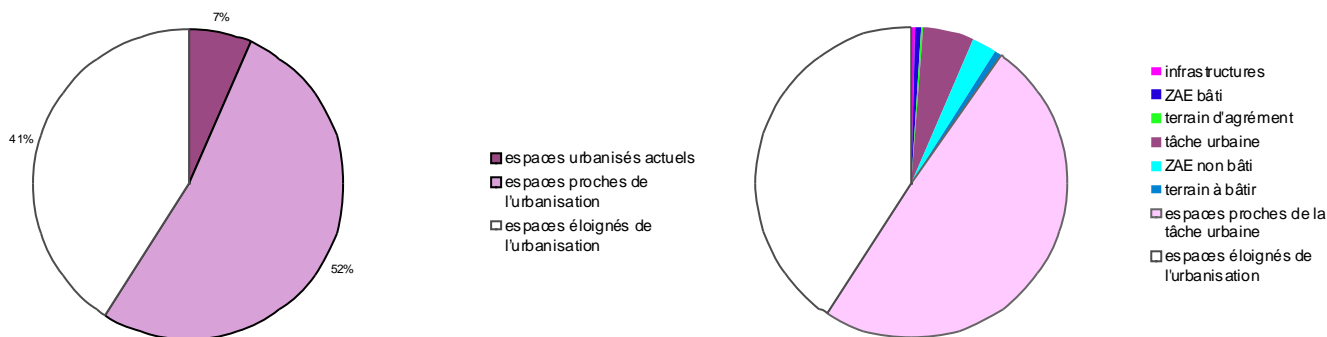 7%
41%
52%
espaces urbanisés actuels
espaces proches de
l'urbanisation
espaces éloignés de
l'urbanisation
infrastructures
ZAE bâti
terrain d'agrément
tâche urbaine
ZAE non bâti
terrain à bâtir
espaces proches de la
tâche urbaine
espaces éloignés de
l'urbanisation